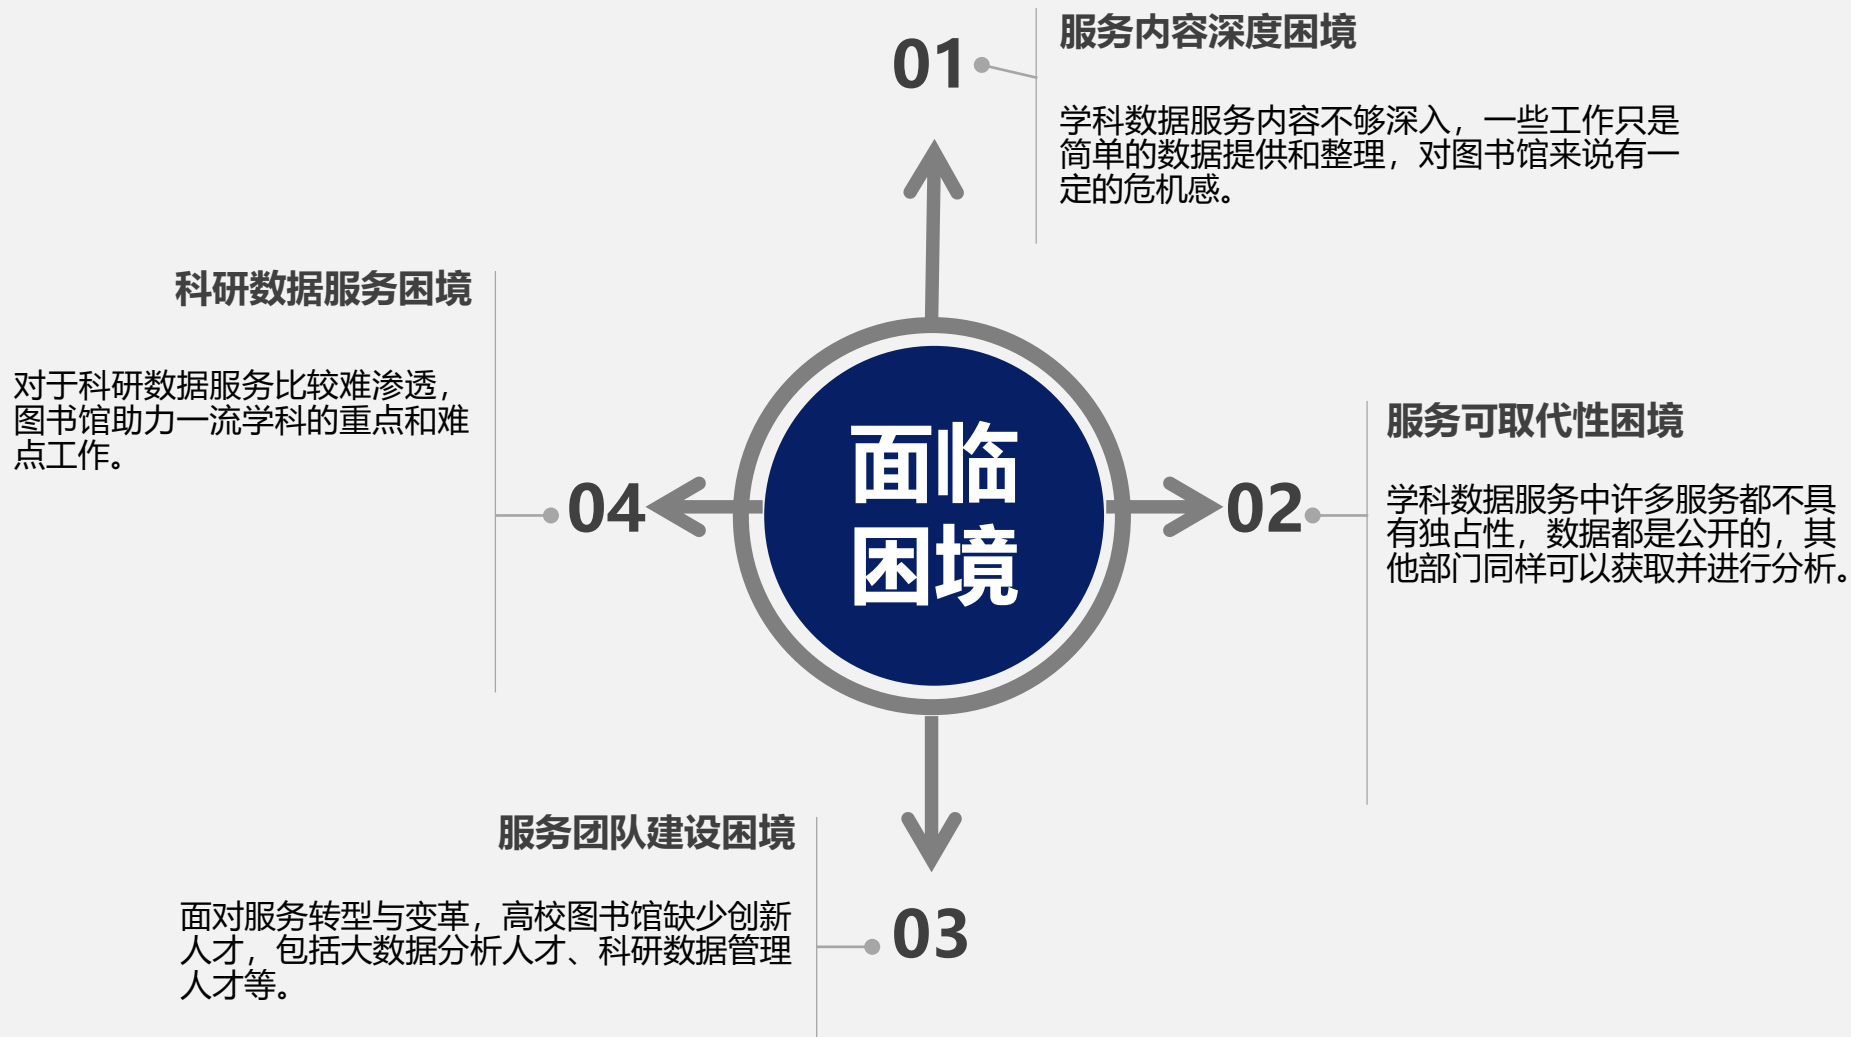 面临
困境
01
服务内容深度困境
学科数据服务内容不够深入，一些工作只是
简单的数据提供和整理，对图书馆来说有一
定的危机感。
02
服务可取代性困境
学科数据服务中许多服务都不具
有独占性，数据都是公开的，其
他部门同样可以获取并进行分析。
03
服务团队建设困境
面对服务转型与变革，高校图书馆缺少创新
人才，包括大数据分析人才、科研数据管理
人才等。
04
科研数据服务困境
对于科研数据服务比较难渗透，
图书馆助力一流学科的重点和难
点工作。